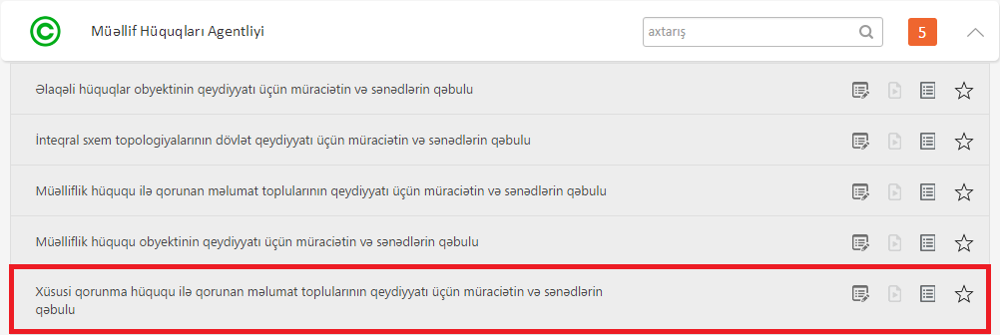 ©
Müəllif Hüquqları Agentliyi
axtarış
5
Əlaqəli hüquqlar obyektinin qeydiyyatı üçün müraciətin və sənədlərin qəbulu
İnteqral sxem topologiyalarının dövlət qeydiyyatı üçün müraciətin və sənədlərin qəbulu
Müəlliflik hüququ ilə qorunan məlumat toplularının qeydiyyatı üçün müraciətin və sənədlərin qəbulu
Müəlliflik hüququ obyektinin qeydiyyatı üçün müraciətin və sənədlərin qəbulu
Xüsusi qorunma hüququ ilə qorunan məlumat toplularının qeydiyyatı üçün müraciətin və sənədlərin
qəbulu